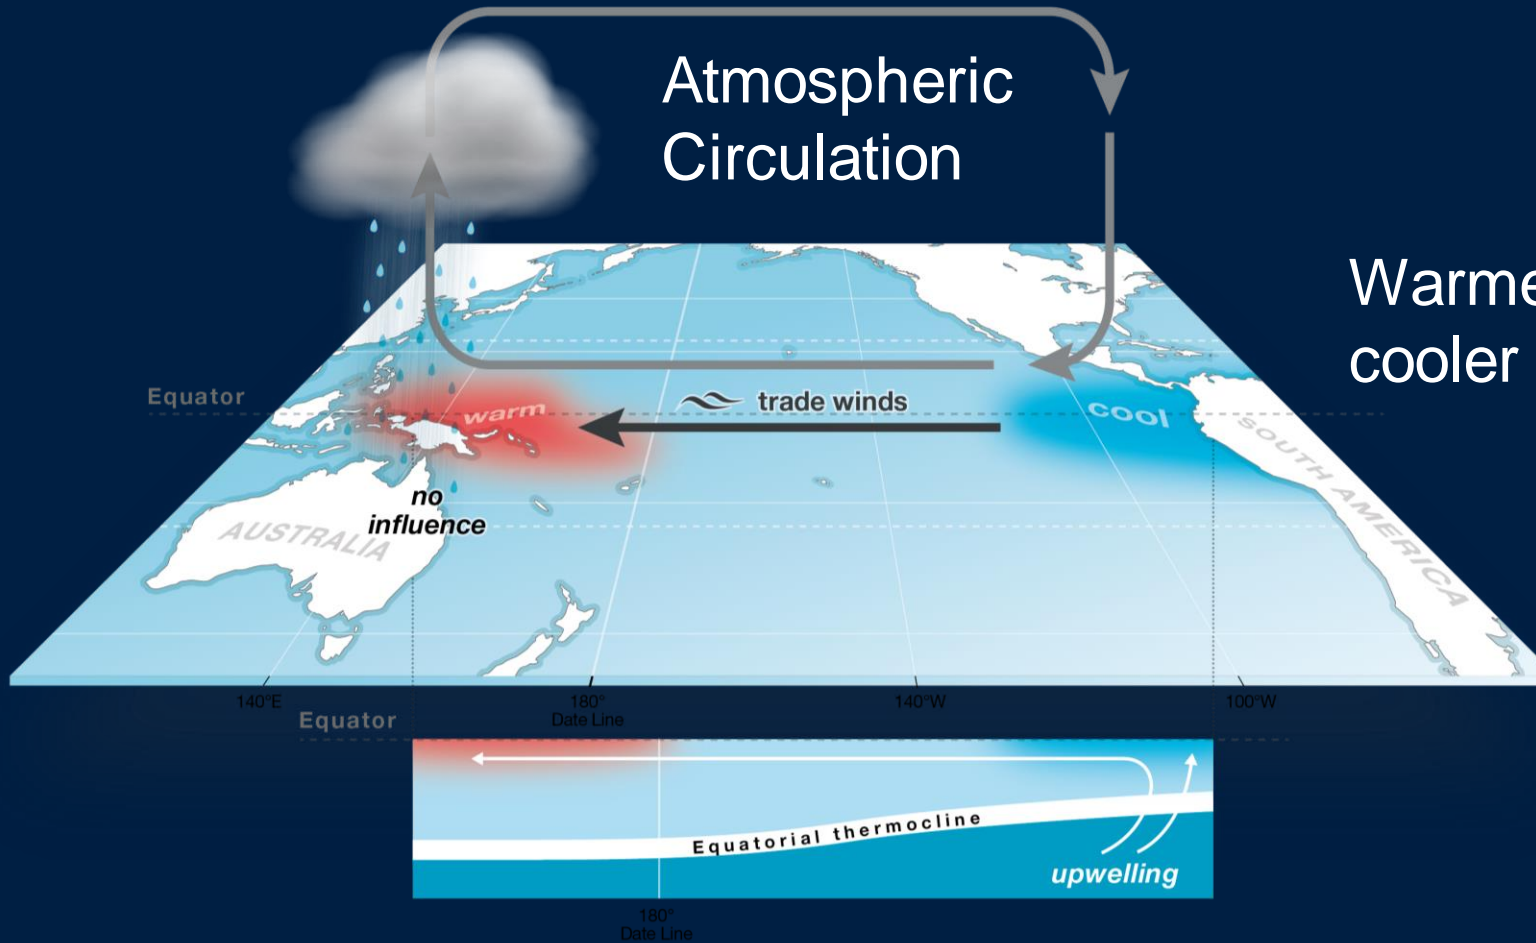 Atmospheric
Circulation
cooler
Equator
warm
trade winds
cool
SOUTH AMERICA
no
influence
AUSTRALIA
140°E
180°
Date Line
140°W
100°W
Equator
Equatorial thermocline
upwelling
180°
Date Line